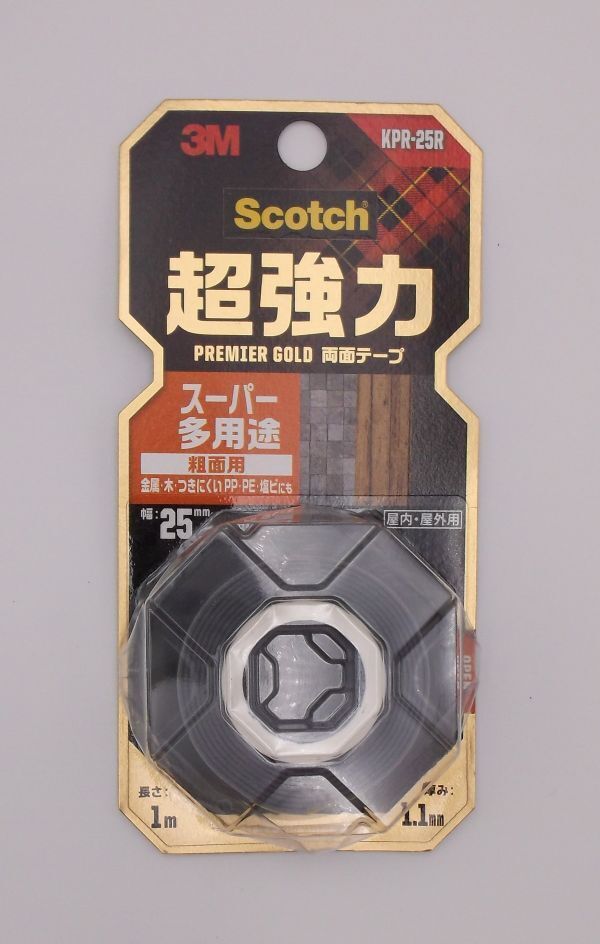 3M
KPR-25R
Scotch®
超強力
PREMIER GOLD 両面テープ
スーパー
多用途
粗面用
金属・木・つきにくいPP・PE・塩ビにも
幅:25mm
屋内・屋外用
OPEN
長さ:
1m
厚み:
1.1mm